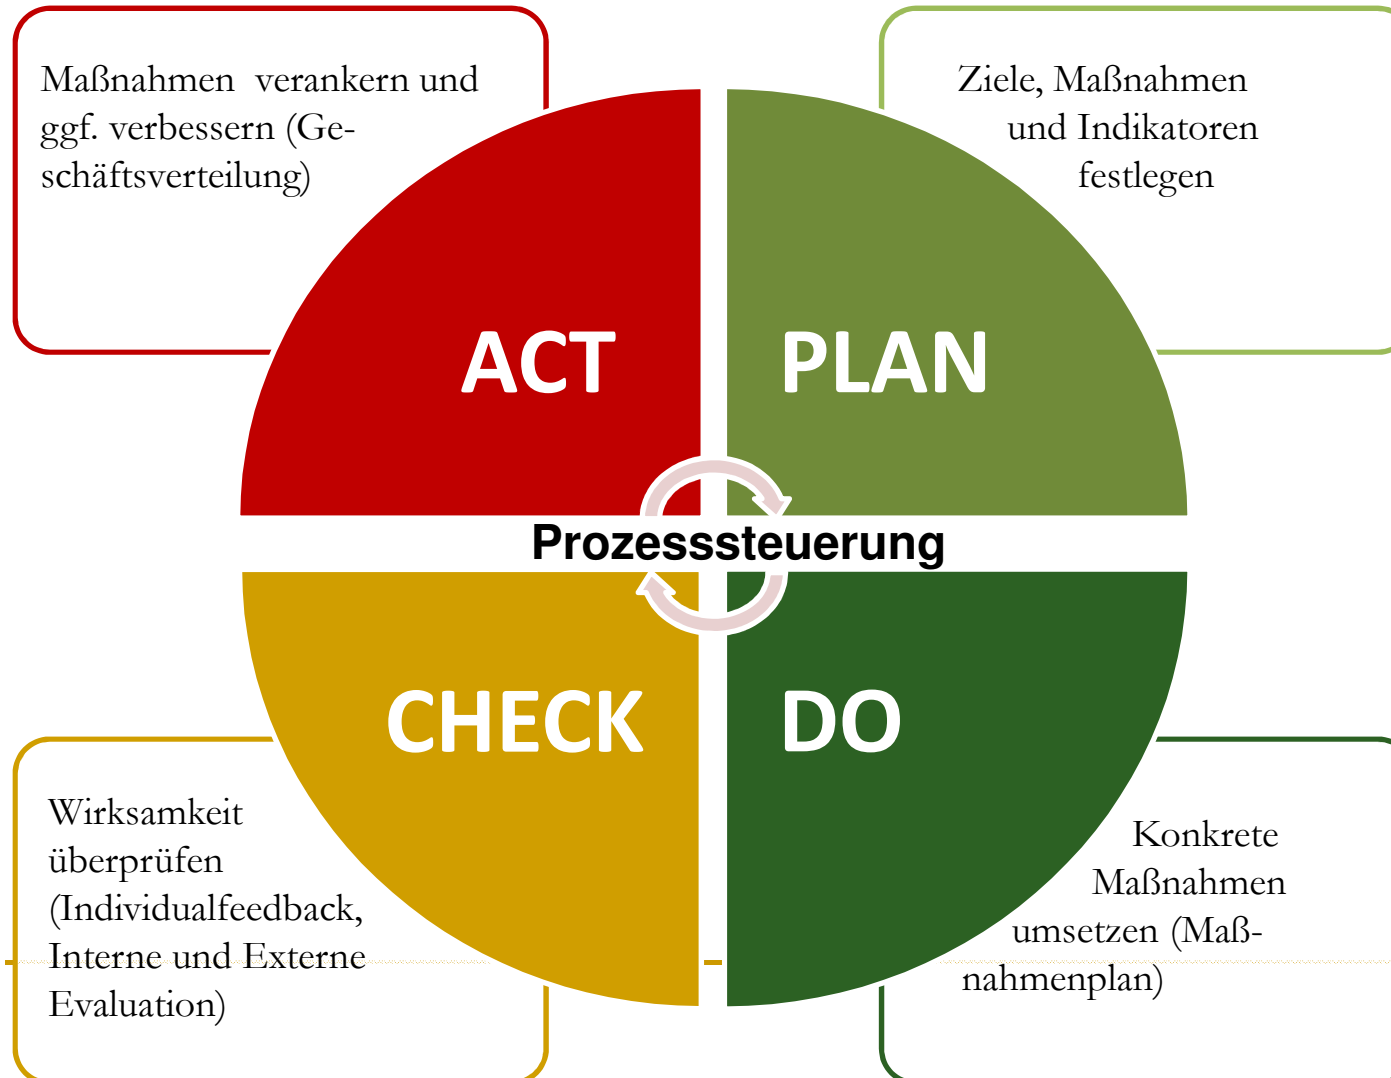 Maßnahmen  verankern und
ggf. verbessern (Ge-
schäftsverteilung)
Ziele, Maßnahmen
und Indikatoren
festlegen
ACT
PLAN
Prozesssteuerung
CHECK
DO
Wirksamkeit
überprüfen
(Individualfeedback,
Interne und Externe
Evaluation)
Konkrete
Maßnahmen
umsetzen (Maß-
nahmenplan)